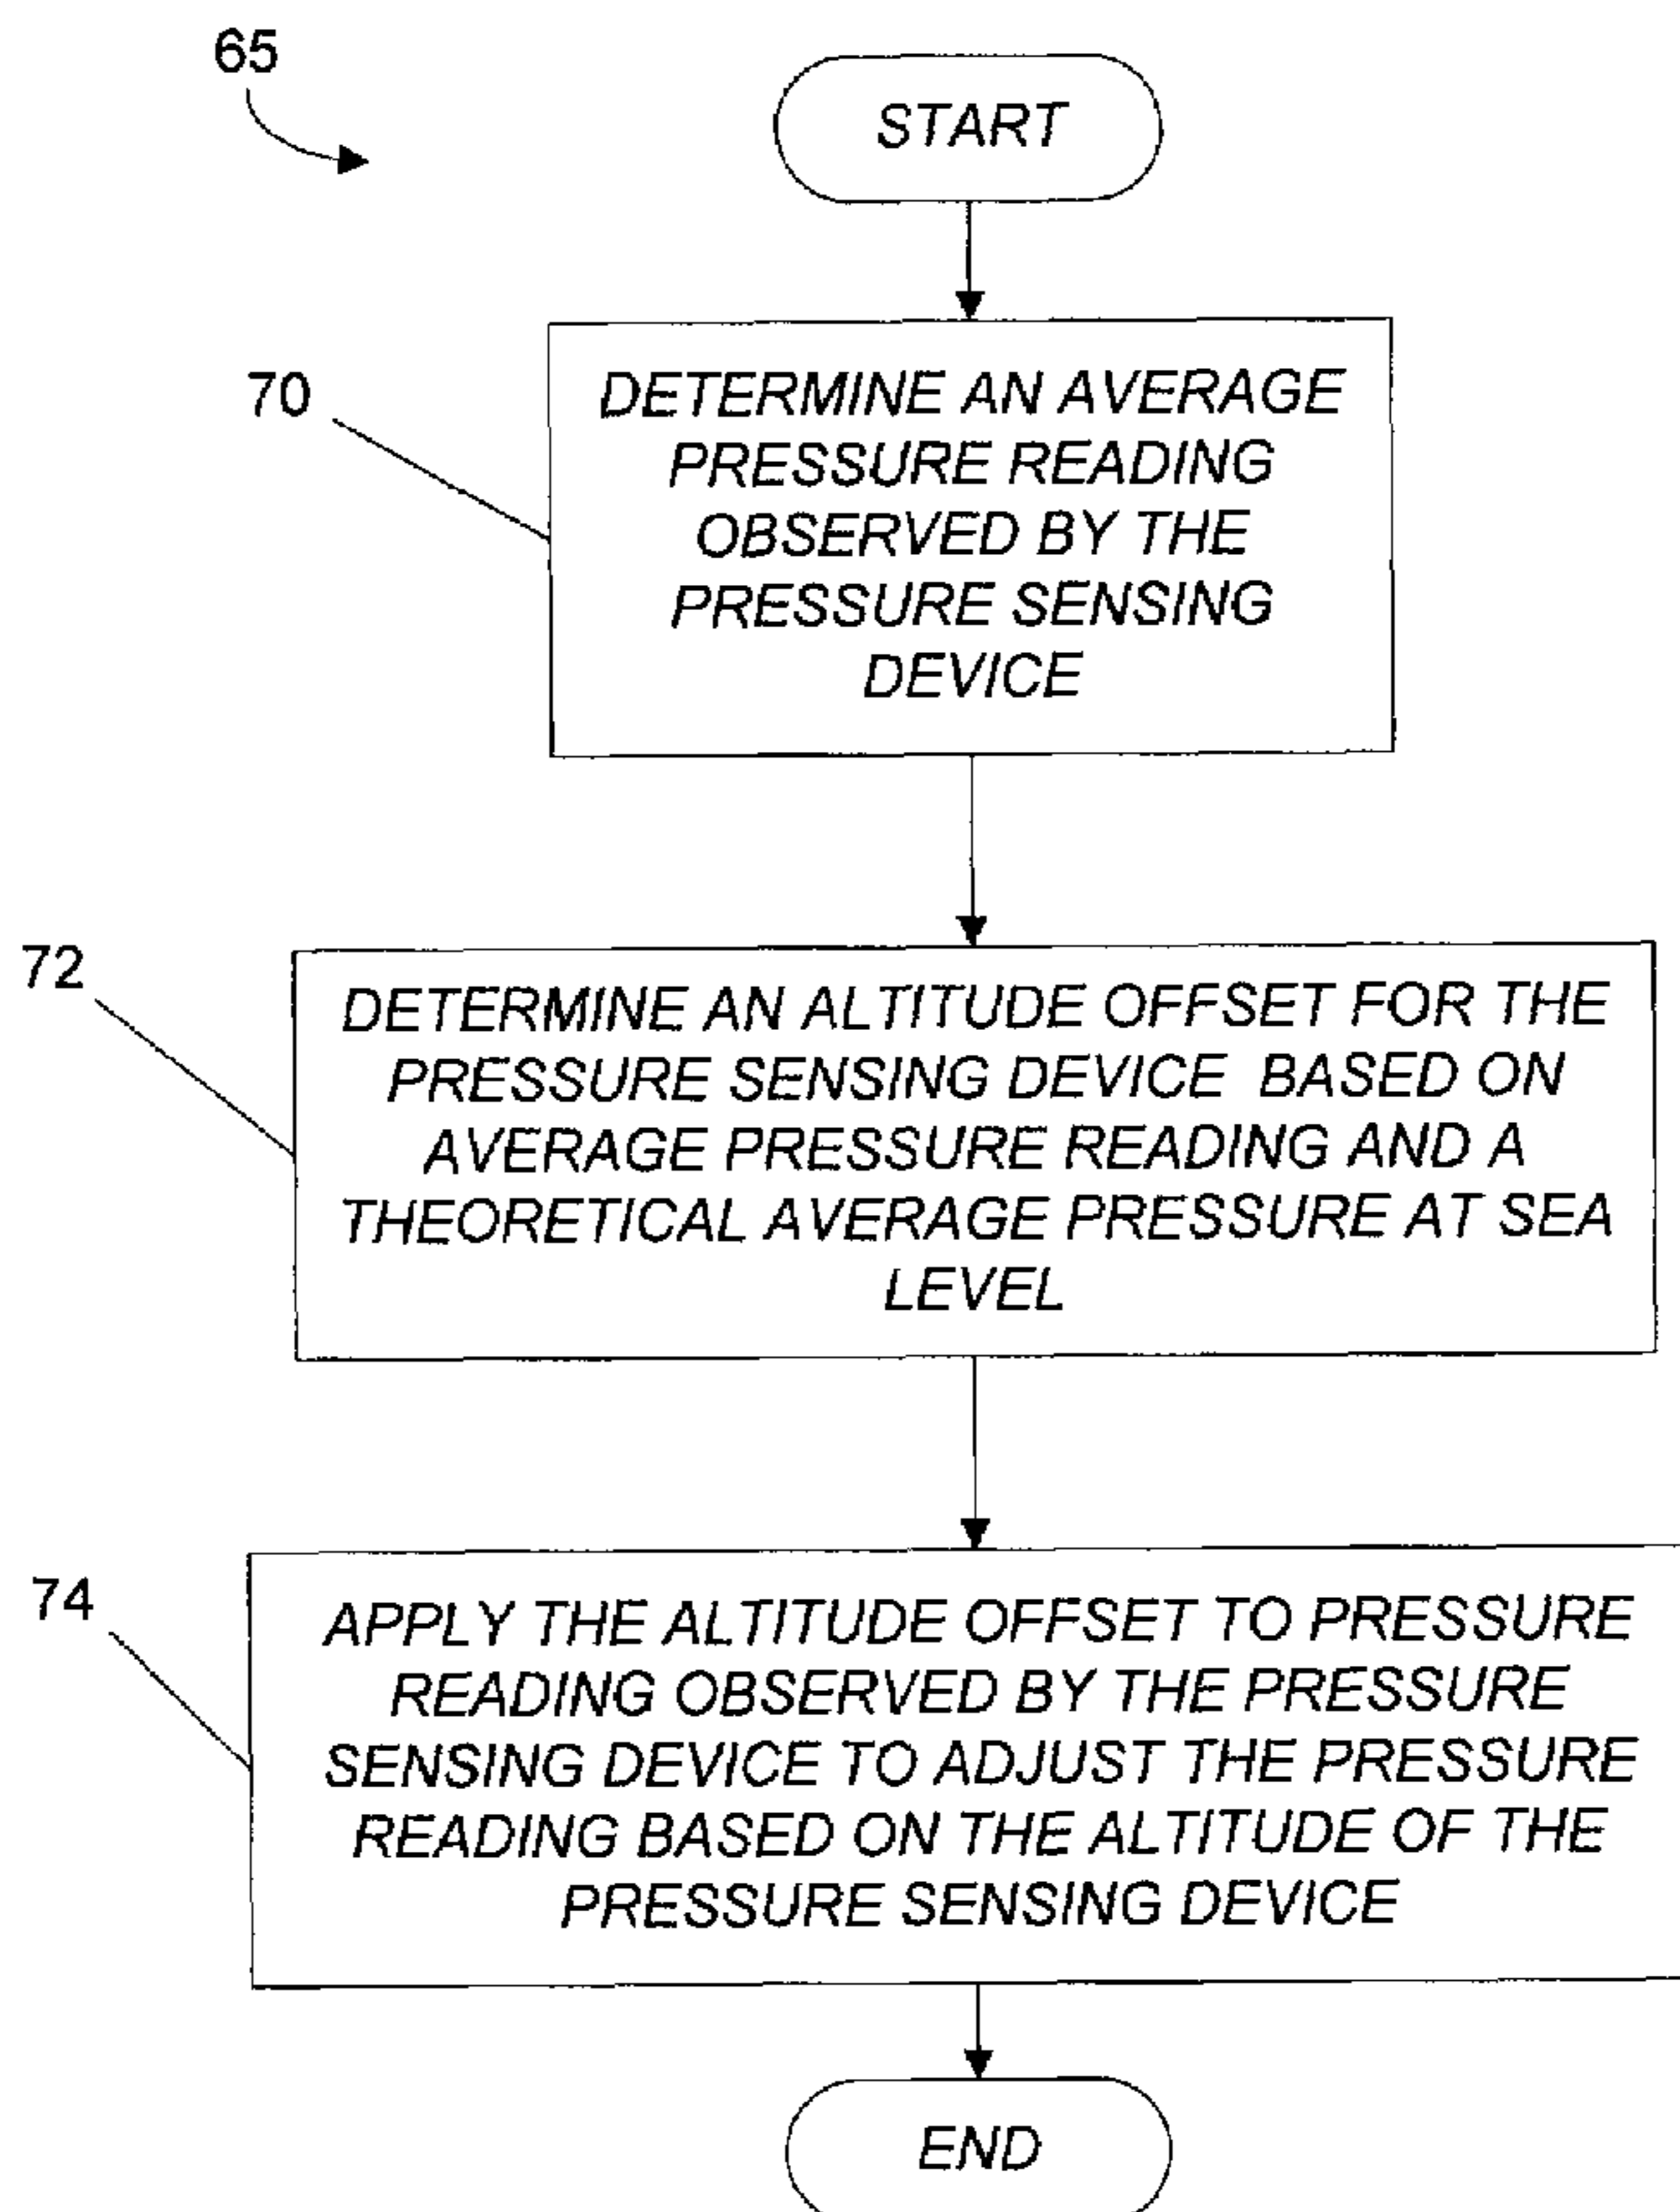 65
START
70
DETERMINE AN AVERAGE
PRESSURE READING
OBSERVED BY THE
PRESSURE SENSING
DEVICE
72
DETERMINE AN ALTITUDE OFFSET FOR THE
PRESSURE SENSING DEVICE BASED ON
AVERAGE PRESSURE READING AND A
THEORETICAL AVERAGE PRESSURE AT SEA
LEVEL
74
APPLY THE ALTITUDE OFFSET TO PRESSURE
READING OBSERVED BY THE PRESSURE
SENSING DEVICE TO ADJUST THE PRESSURE
READING BASED ON THE ALTITUDE OF THE
PRESSURE SENSING DEVICE
END